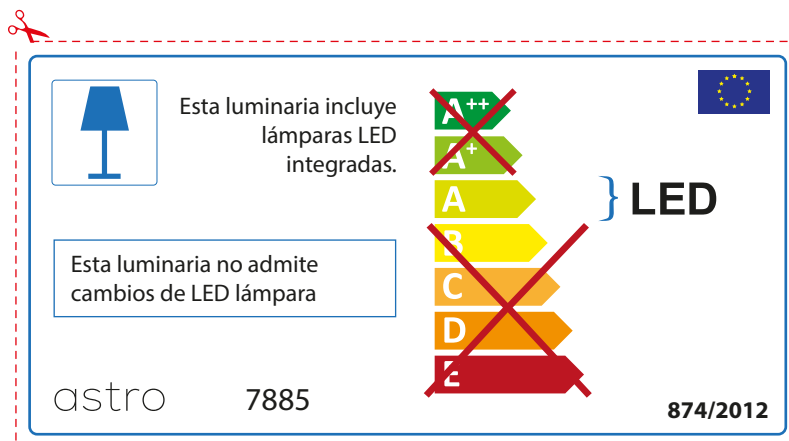 Esta luminaria incluye
lámparas LED
integradas.
A++
A+
A
B
C
D
E
LED
Esta luminaria no admite
cambios de LED lámpara
astro
7885
874/2012